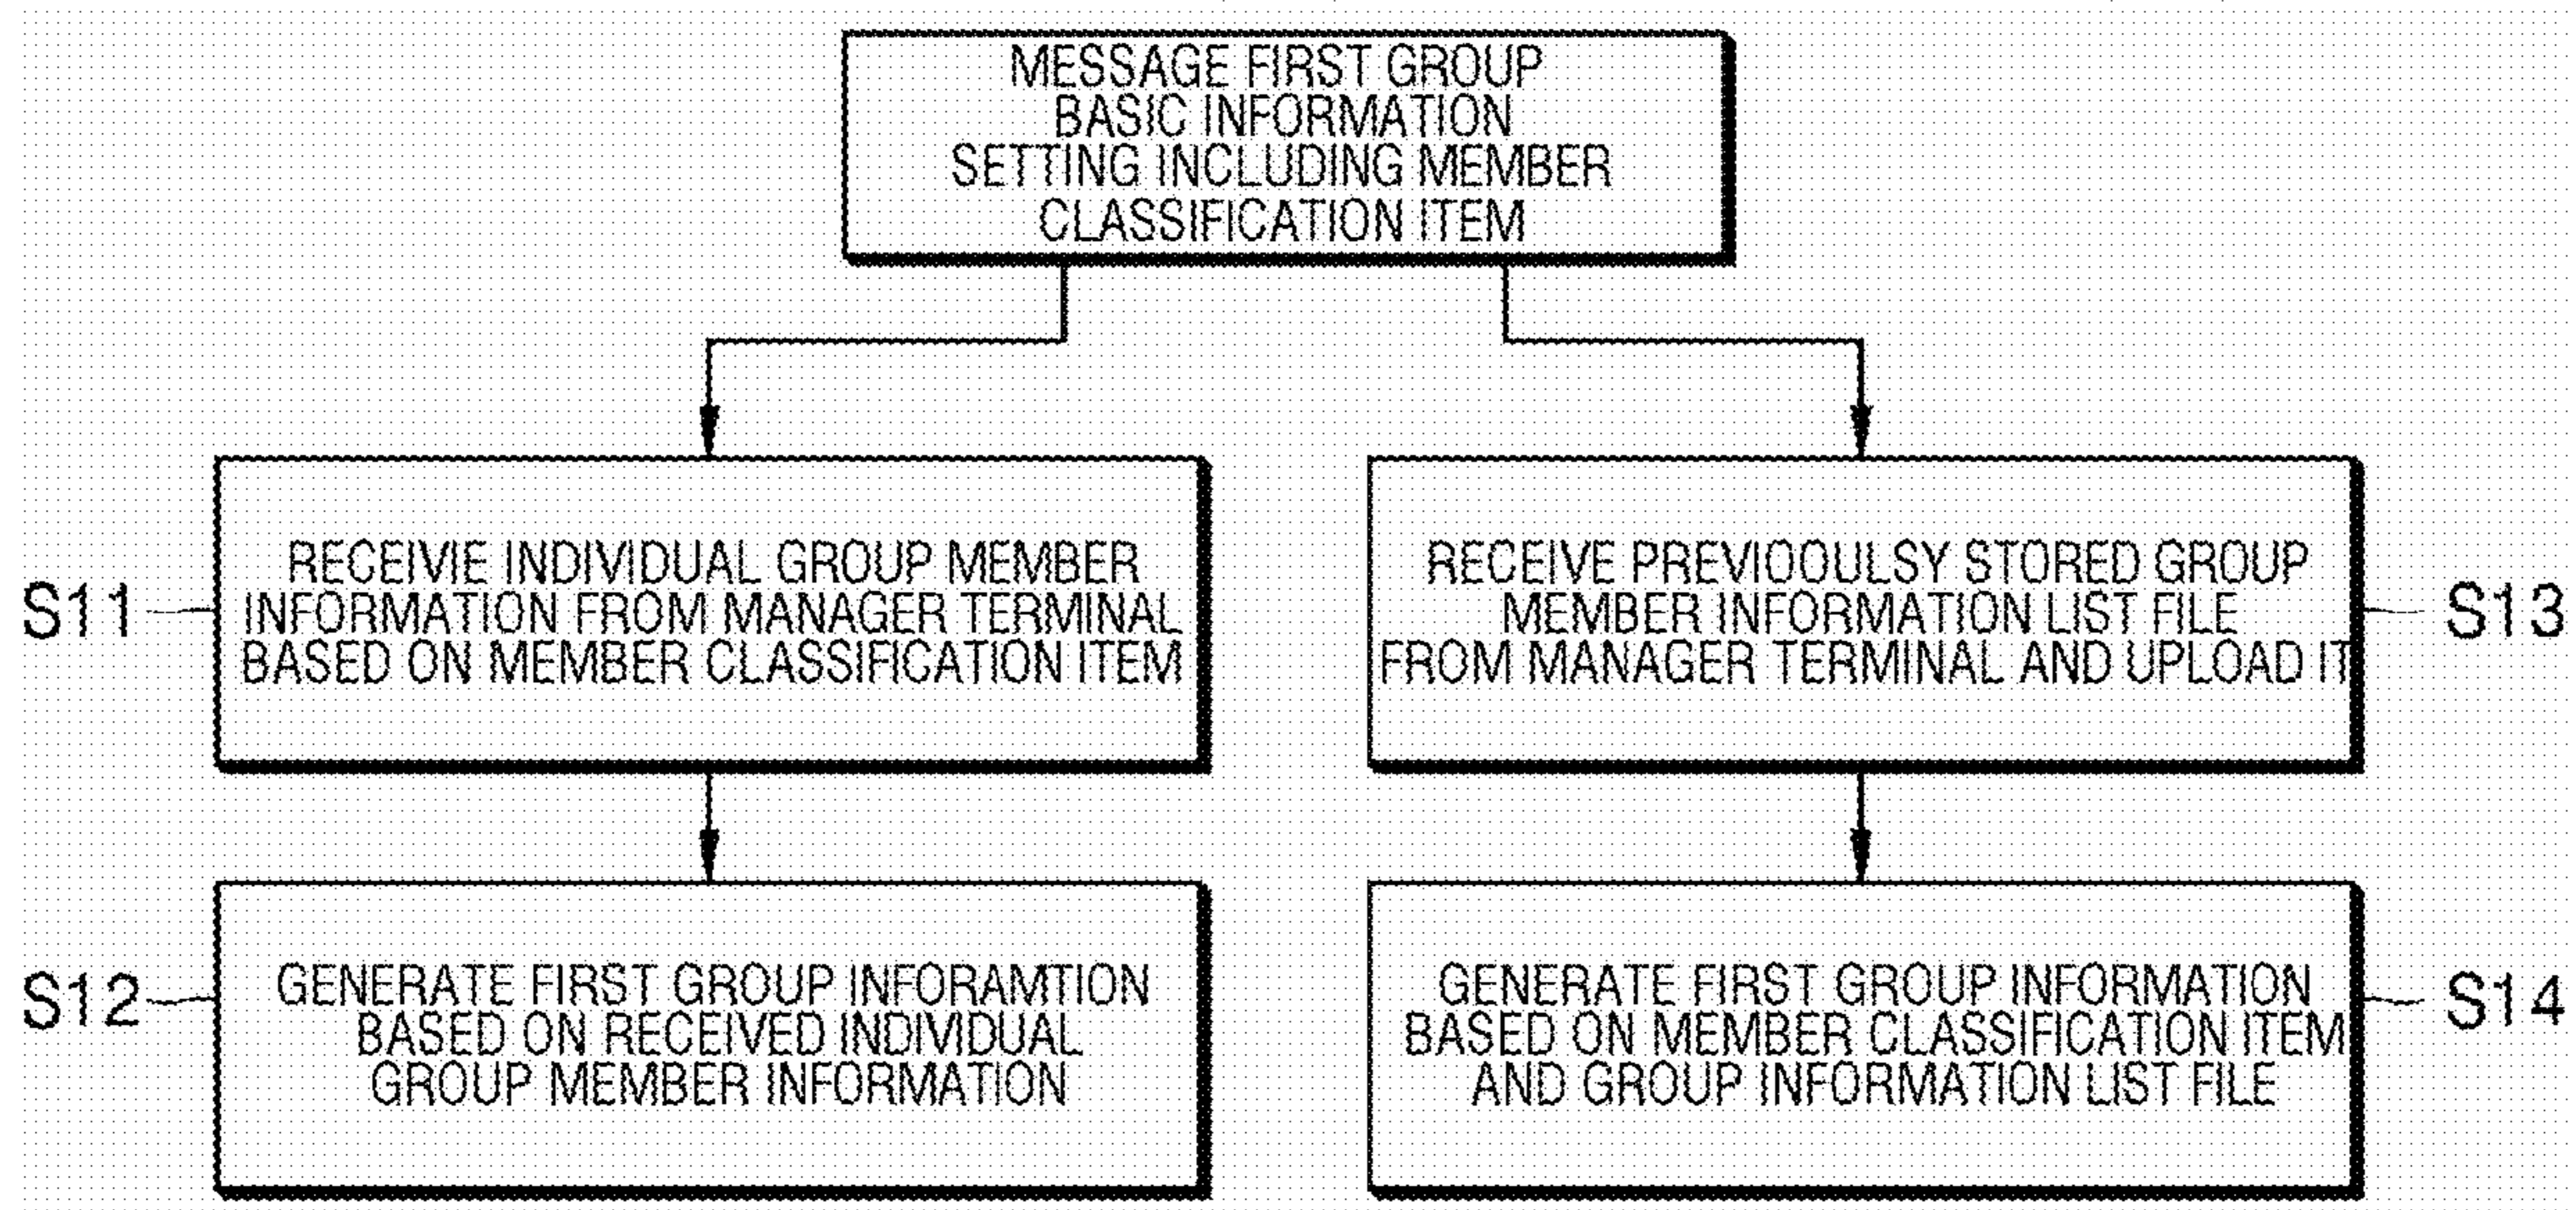 MESSAGE FIRST GROUP
BASIC INFORMATION
SETTING INCLUDING MEMBER
CLASSIFICATION ITEM
S11
RECEIVIE INDIVIDUAL GROUP MEMBER
INFORMATION FROM MANAGER TERMINAL
BASED ON MEMBER CLASSIFICATION ITEM
RECEIVE PREVIOOULSY STORED GROUP
MEMBER INFORMATION LIST FILE
FROM MANAGER TERMINAL AND UPLOAD IT
S13
S12
GENERATE FIRST GROUP INFORAMTION
BASED ON RECEIVED INDIVIDUAL
GROUP MEMBER INFORMATION
GENERATE FIRST GROUP INFORMATION
BASED ON MEMBER CLASSIFICATION ITEM
AND GROUP INFORMATION LIST FILE
S14